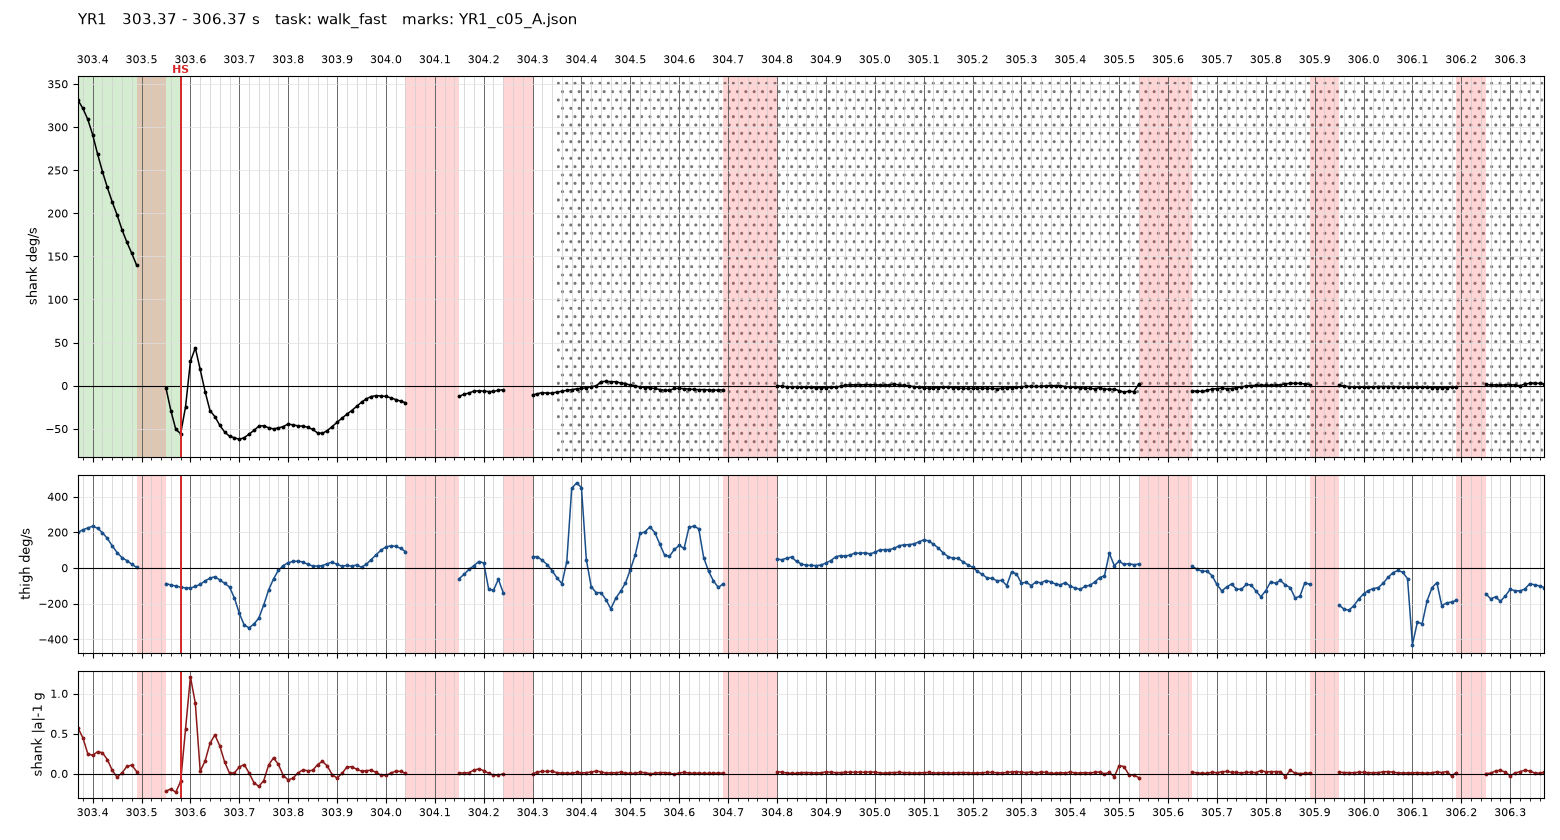 YR1   303.37 - 306.37 s   task: walk_fast   marks: YR1_c05_A.json
303.4 303.5 303.6 303.7 303.8 303.9 304.0 304.1 304.2 304.3 304.4 304.5 304.6 304.7 304.8 304.9 305.0 305.1 305.2 305.3 305.4 305.5 305.6 305.7 305.8 305.9 306.0 306.1 306.2 306.3
HS
shank deg/s
350
300
250
200
150
100
50
0
−50
thigh deg/s
400
200
0
−200
−400
shank |a|-1 g
1.0
0.5
0.0
303.4 303.5 303.6 303.7 303.8 303.9 304.0 304.1 304.2 304.3 304.4 304.5 304.6 304.7 304.8 304.9 305.0 305.1 305.2 305.3 305.4 305.5 305.6 305.7 305.8 305.9 306.0 306.1 306.2 306.3